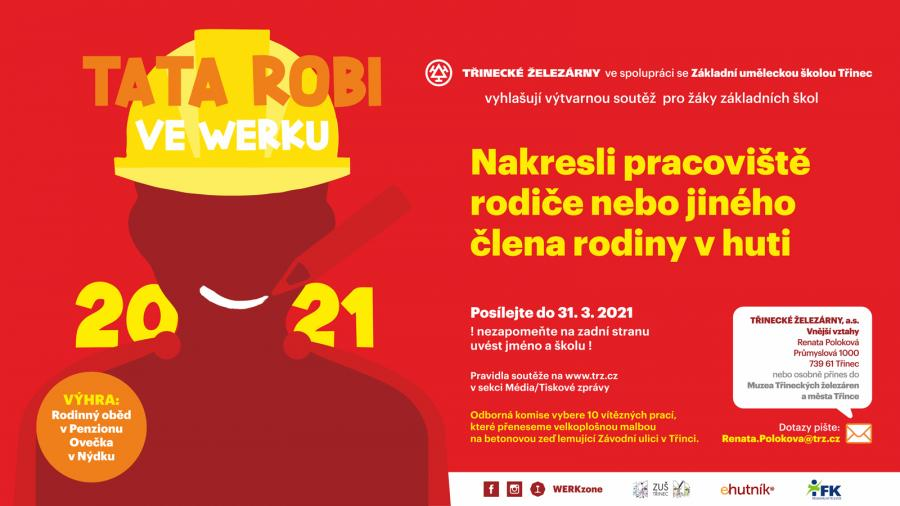 TATA ROBI
VE WERKU
2021
VÝHRA:
Rodinný oběd
v Penzionu
Ovečka
v Nýdku
TŘINECKÉ ŽELEZÁRNY ve spolupráci se Základní uměleckou školou Třinec
vyhlašují výtvarnou soutěž pro žáky základních škol
Nakresli pracoviště
rodiče nebo jiného
člena rodiny v huti
Posílejte do 31. 3. 2021
! nezapomeňte na zadní stranu
uvést jméno a školu !
Pravidla soutěže na www.trz.cz
v sekci Média/Tiskové zprávy
Odborná komise vybere 10 vítězných prací,
které přeneseme velkoplošnou malbou
na betonovou zeď lemující Závodní ulici v Třinci.
TŘINECKÉ ŽELEZÁRNY, a.s.
Vnější vztahy
Renata Poloková
Průmyslová 1000
739 61 Třinec
nebo osobně přines do
Muzea Třineckých železáren
a města Třince
Dotazy pište:
Renata.Polokova@trz.cz
WERKzone
ZUŠ
TŘINEC
ehutník
FK